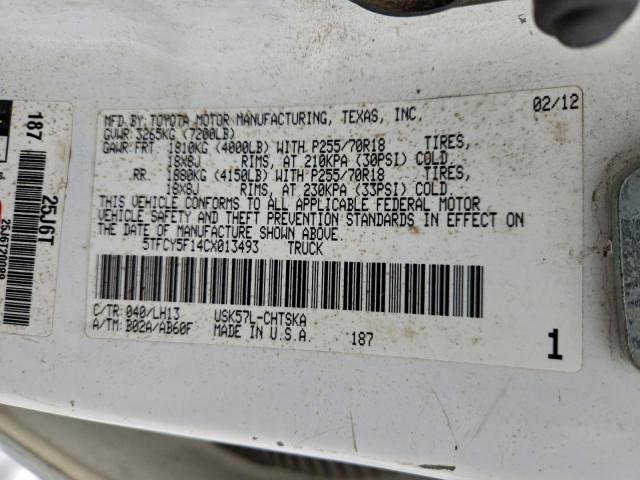 MFD BY: TOYOTA MOTOR MANUFACTURING, TEXAS, INC. 02/12
GVWR 3265KG (7200LB)
GAWR FRT 1810KG (4000LB) WITH P255/70R18 TIRES,
18X8J RIMS, AT 210KPA (30PSI) COLD.
RR 1880KG (4150LB) WITH P255/70R18 TIRES,
18X8J RIMS, AT 230KPA (33PSI) COLD.
THIS VEHICLE CONFORMS TO ALL APPLICABLE FEDERAL MOTOR
VEHICLE SAFETY AND THEFT PREVENTION STANDARDS IN EFFECT ON
THE DATE OF MANUFACTURE SHOWN ABOVE.
5TFCY5F14CX013493 TRUCK
C/TR: 040/LH13 USK57L-CHTSKA
A/TM: B02A/AB60F MADE IN U.S.A. 187
1
187 25J6T